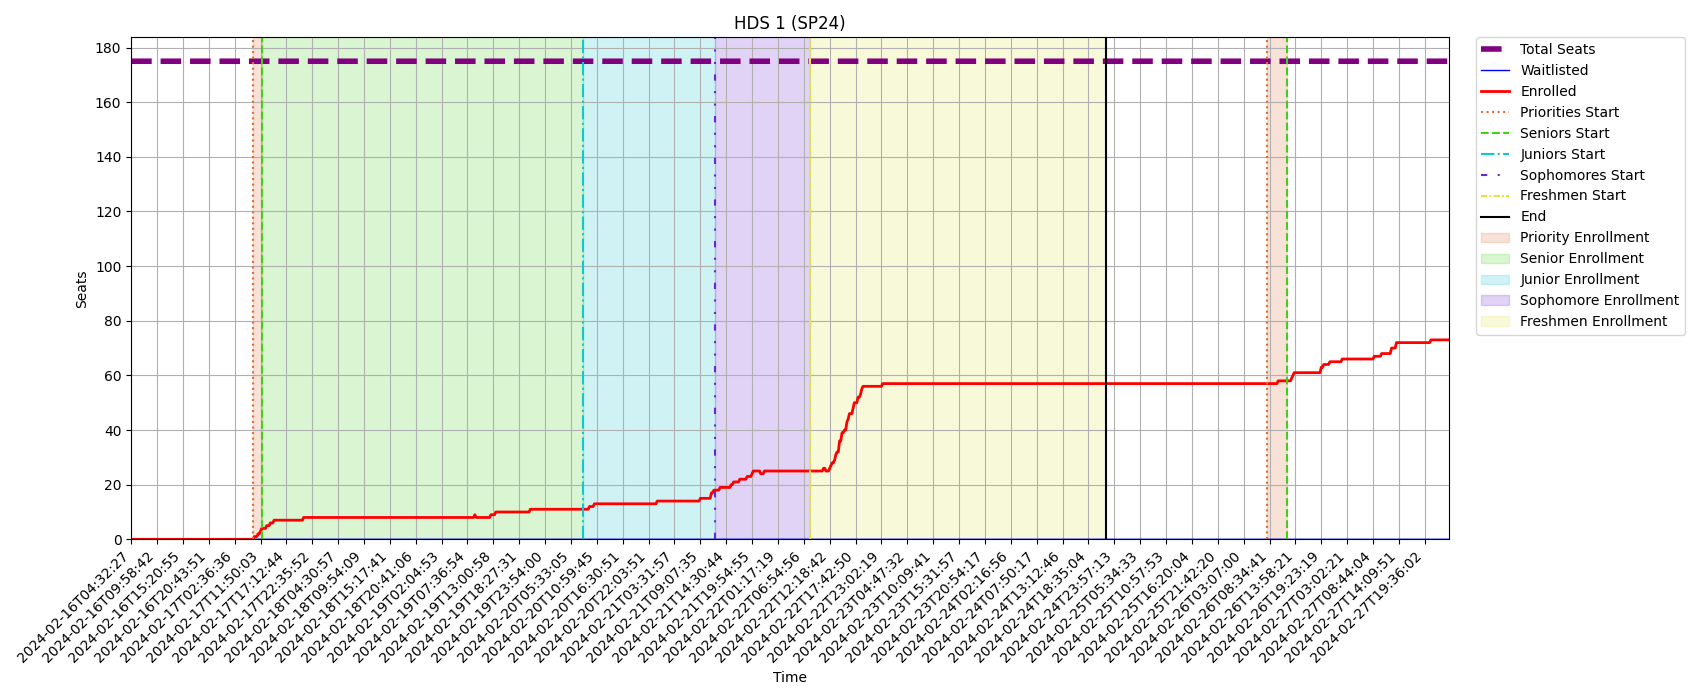 HDS 1 (SP24)
180
160
140
120
100
80
60
40
20
0
Seats
2024-02-16T04:32:27
2024-02-16T09:58:42
2024-02-16T15:20:55
2024-02-16T20:43:51
2024-02-17T02:36:36
2024-02-17T11:50:03
2024-02-17T17:12:44
2024-02-17T22:35:52
2024-02-18T04:30:57
2024-02-18T09:54:09
2024-02-18T15:17:41
2024-02-18T20:41:06
2024-02-19T02:04:53
2024-02-19T07:36:54
2024-02-19T13:00:58
2024-02-19T18:27:31
2024-02-19T23:54:00
2024-02-20T05:33:05
2024-02-20T10:59:45
2024-02-20T16:30:51
2024-02-20T22:03:51
2024-02-21T03:31:57
2024-02-21T09:07:35
2024-02-21T14:30:44
2024-02-21T19:54:55
2024-02-22T01:17:19
2024-02-22T06:54:56
2024-02-22T12:18:42
2024-02-22T17:42:50
2024-02-22T23:02:19
2024-02-23T04:47:32
2024-02-23T10:09:41
2024-02-23T15:31:57
2024-02-23T20:54:17
2024-02-24T02:16:56
2024-02-24T07:50:17
2024-02-24T13:12:46
2024-02-24T18:35:04
2024-02-24T23:57:13
2024-02-25T05:34:33
2024-02-25T10:57:53
2024-02-25T16:20:04
2024-02-25T21:42:20
2024-02-26T03:07:00
2024-02-26T08:34:41
2024-02-26T13:58:21
2024-02-26T19:23:19
2024-02-27T03:02:21
2024-02-27T08:44:04
2024-02-27T14:09:51
2024-02-27T19:36:02
Time
Total Seats
Waitlisted
Enrolled
Priorities Start
Seniors Start
Juniors Start
Sophomores Start
Freshmen Start
End
Priority Enrollment
Senior Enrollment
Junior Enrollment
Sophomore Enrollment
Freshmen Enrollment